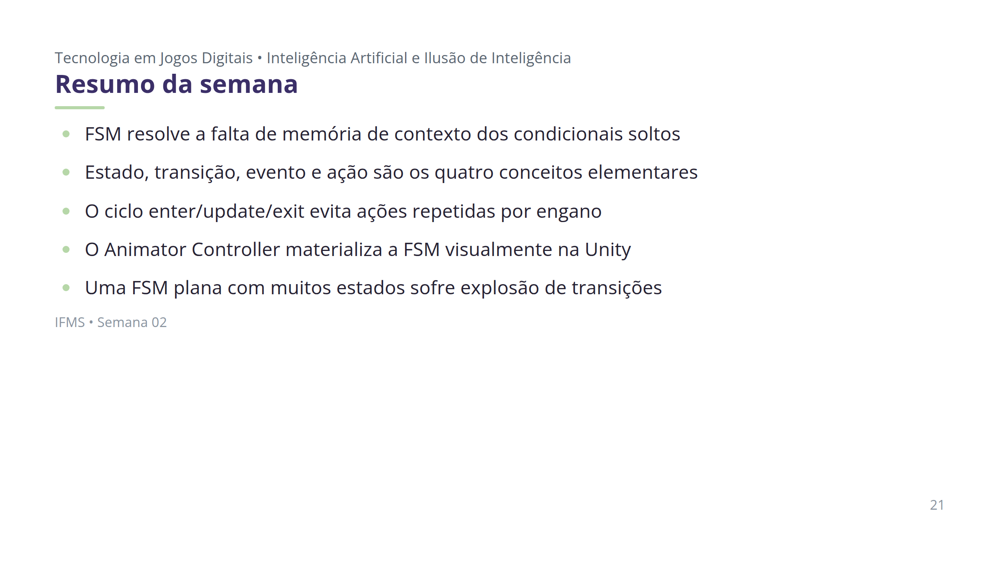 Tecnologia em Jogos Digitais • Inteligência Artificial e Ilusão de Inteligência
Resumo da semana
• FSM resolve a falta de memória de contexto dos condicionais soltos
• Estado, transição, evento e ação são os quatro conceitos elementares
• O ciclo enter/update/exit evita ações repetidas por engano
• O Animator Controller materializa a FSM visualmente na Unity
• Uma FSM plana com muitos estados sofre explosão de transições
IFMS • Semana 02
21